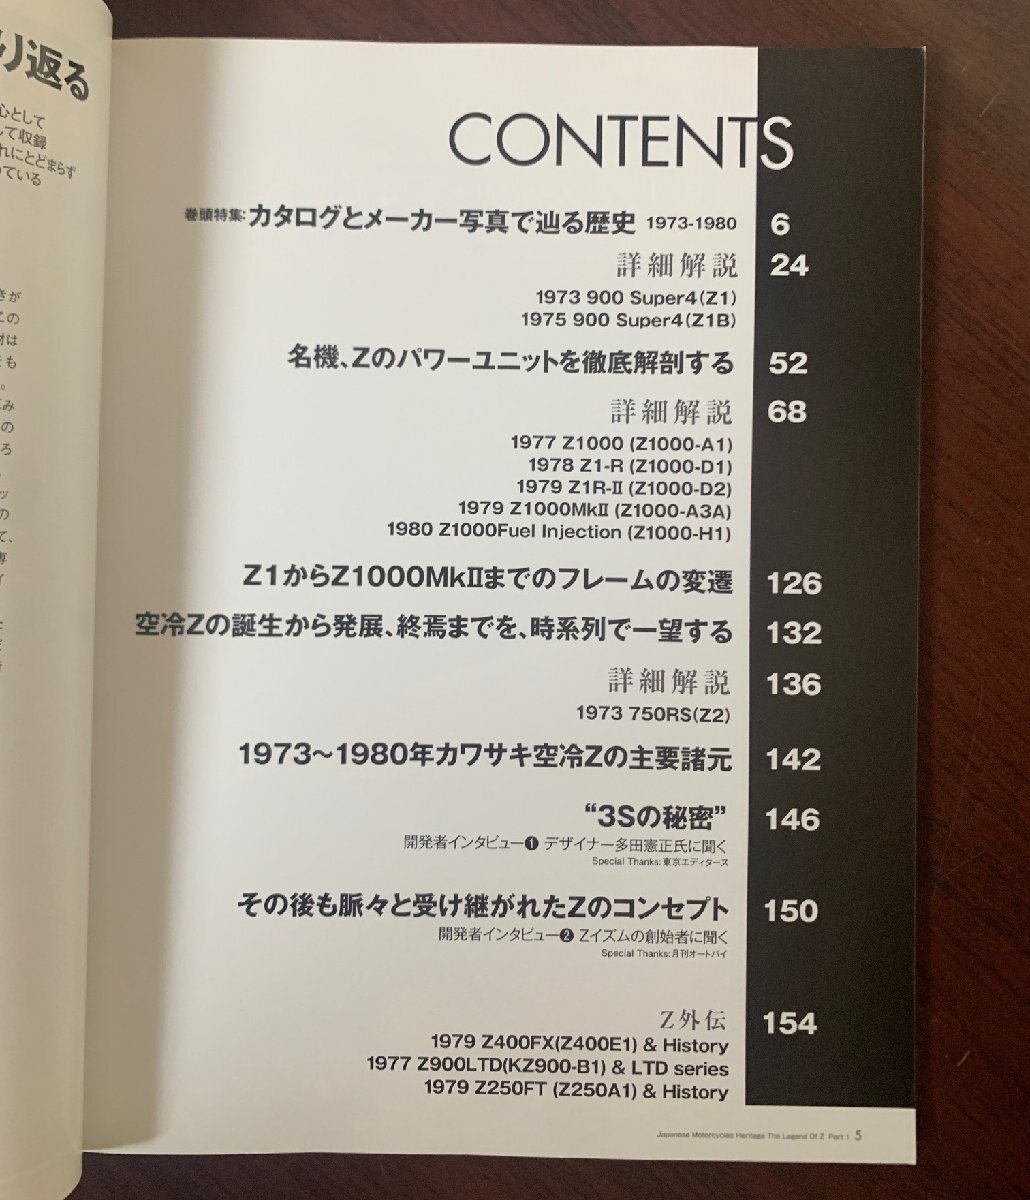 り返る
心として
して収録
れにとどまらず
ている
きが
この
材は
も
。
み
の
ろ
ッ
の
て、
専
イ
CONTENTS
巻頭特集:カタログとメーカー写真で辿る歴史 1973-1980 6
詳細解説 24
1973 900 Super4(Z1)
1975 900 Super4(Z1B)
名機、Zのパワーユニットを徹底解剖する 52
詳細解説 68
1977 Z1000 (Z1000-A1)
1978 Z1-R (Z1000-D1)
1979 Z1R-II (Z1000-D2)
1979 Z1000MkII (Z1000-A3A)
1980 Z1000Fuel Injection (Z1000-H1)
Z1からZ1000MkIIまでのフレームの変遷 126
空冷Zの誕生から発展、終焉までを、時系列で一望する 132
詳細解説 136
1973 750RS(Z2)
1973～1980年カワサキ空冷Zの主要諸元 142
“3Sの秘密” 146
開発者インタビュー❶ デザイナー多田憲正氏に聞く
Special Thanks:東京エディタース
その後も脈々と受け継がれたZのコンセプト 150
開発者インタビュー❷ Zイズムの創始者に聞く
Special Thanks:月刊オートバイ
Z外伝 154
1979 Z400FX(Z400E1) & History
1977 Z900LTD(KZ900-B1) & LTD series
1979 Z250FT (Z250A1) & History
Japanese Motorcycles Heritage The Legend Of Z Part 1 5